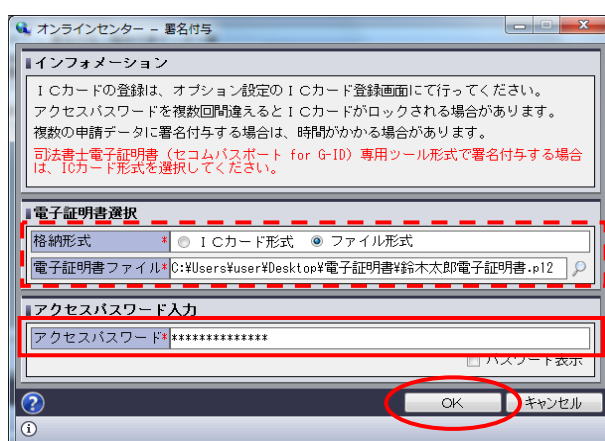 オンラインセンター － 署名付与
インフォメーション
ＩＣカードの登録は、オプション設定のＩＣカード登録画面にて行ってください。
アクセスパスワードを複数回間違えるとＩＣカードがロックされる場合があります。
複数の申請データに署名付与する場合は、時間がかかる場合があります。
司法書士電子証明書（セコムパスポート for G-ID）専用ツール形式で署名付与する場合
は、ICカード形式を選択してください。
電子証明書選択
格納形式 * ＩＣカード形式 ファイル形式
電子証明書ファイル* C:¥Users¥user¥Desktop¥電子証明書¥鈴木太郎電子証明書.p12
アクセスパスワード入力
アクセスパスワード* **************
パスワード表示
OK キャンセル